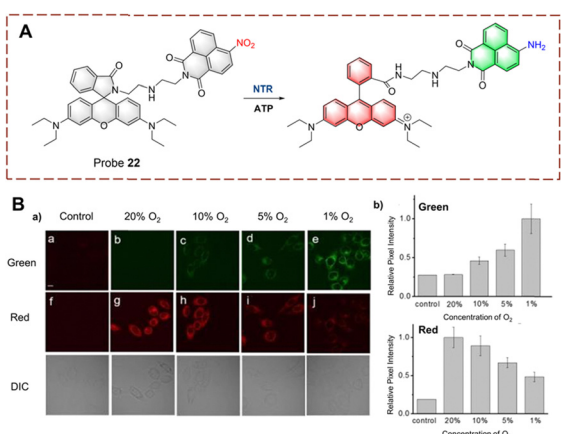 A
NO₂
NH₂
O
O
O
O
N
N
H
N
N
O
N
NTR
ATP
O
O
O
N
H
N
H
N
N
O
N
+
Probe 22
B
a)
Control
20% O₂
10% O₂
5% O₂
1% O₂
b)
Green
a
b
c
d
e
Red
f
g
h
i
j
DIC
Green
Relative Pixel Intensity
1.0
0.5
0.0
control
20%
10%
5%
1%
Concentration of O₂
Red
Relative Pixel Intensity
1.0
0.5
0.0
control
20%
10%
5%
1%